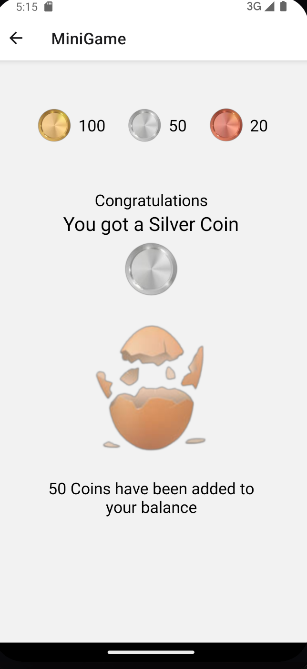 5:15 3G
MiniGame
100 50 20
Congratulations
You got a Silver Coin
50 Coins have been added to
your balance